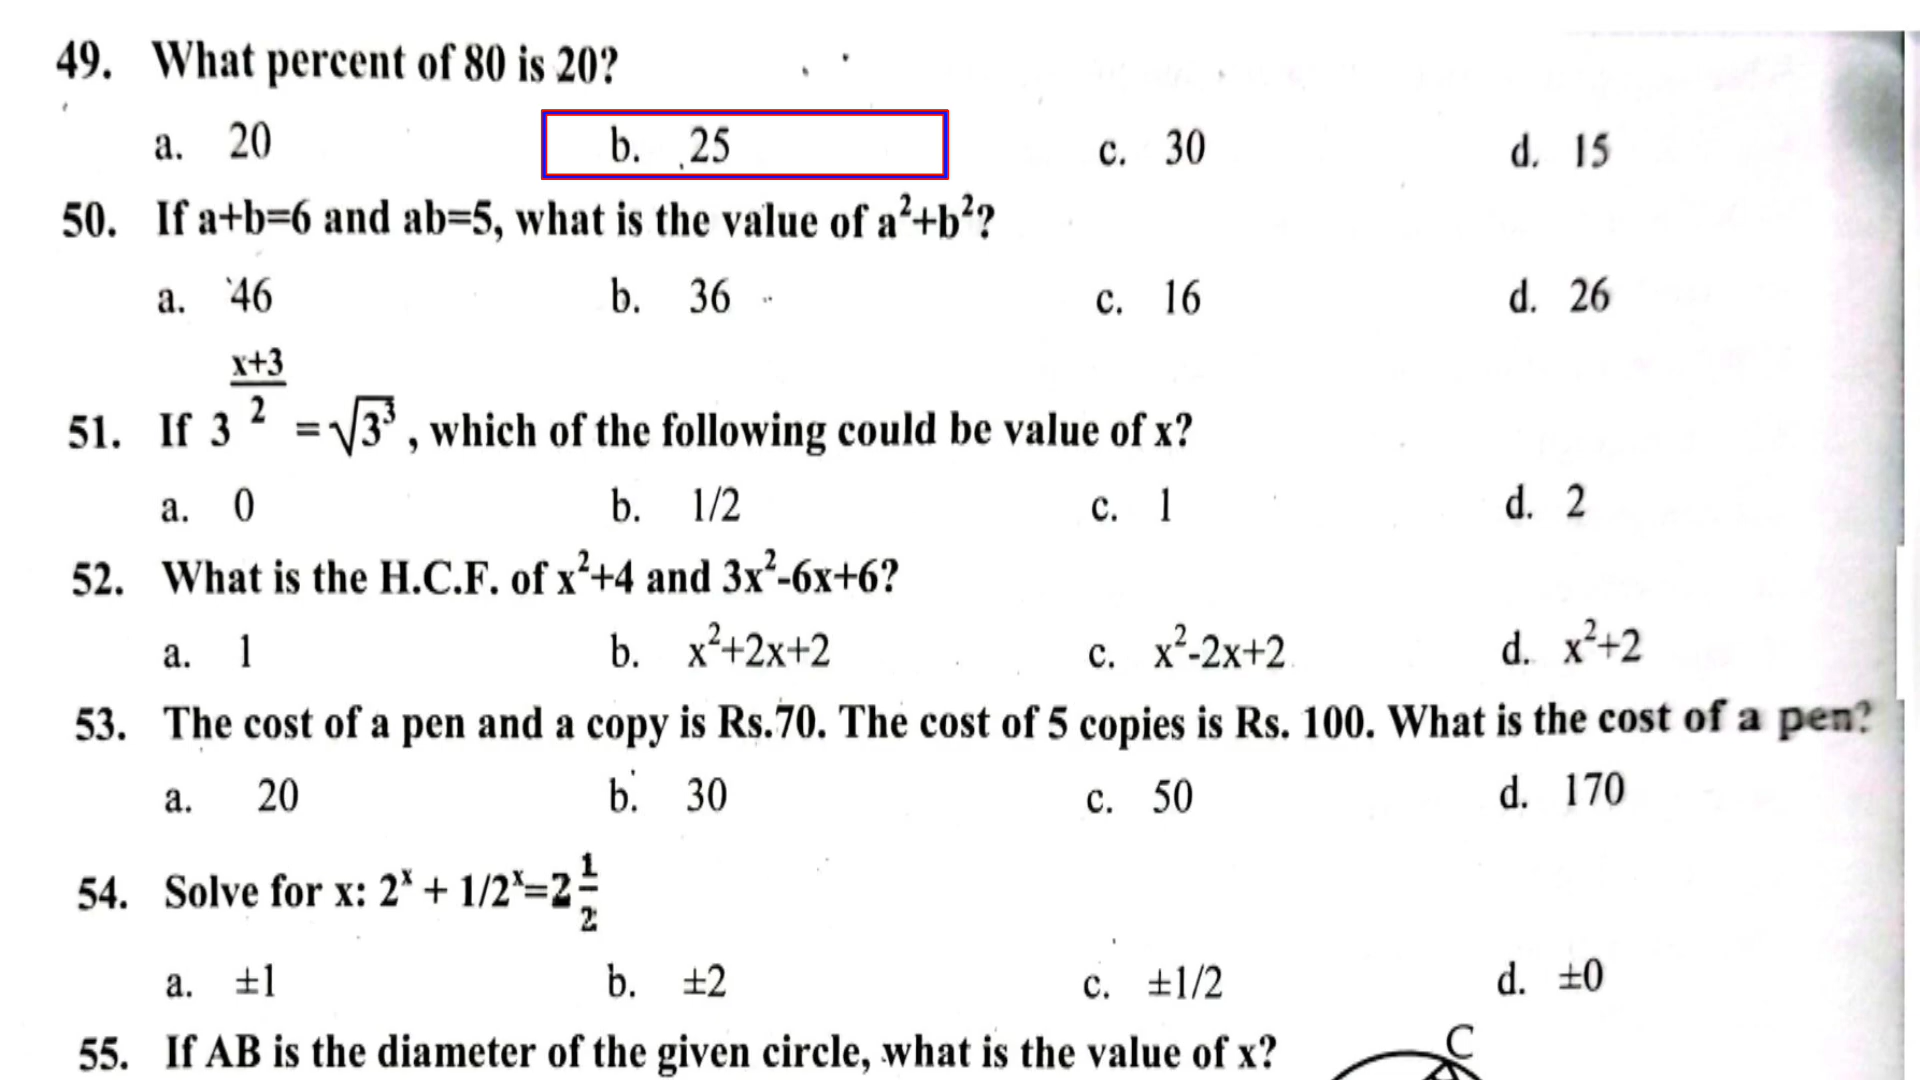 49. What percent of 80 is 20?
a. 20 b. 25 c. 30 d. 15
50. If a+b=6 and ab=5, what is the value of a²+b²?
a. 46 b. 36 c. 16 d. 26
51. If 3^((x+3)/2) = √3³, which of the following could be value of x?
a. 0 b. 1/2 c. 1 d. 2
52. What is the H.C.F. of x²+4 and 3x²-6x+6?
a. 1 b. x²+2x+2 c. x²-2x+2 d. x²+2
53. The cost of a pen and a copy is Rs.70. The cost of 5 copies is Rs. 100. What is the cost of a pen?
a. 20 b. 30 c. 50 d. 170
54. Solve for x: 2ˣ + 1/2ˣ=2 1/2
a. ±1 b. ±2 c. ±1/2 d. ±0
55. If AB is the diameter of the given circle, what is the value of x?
C